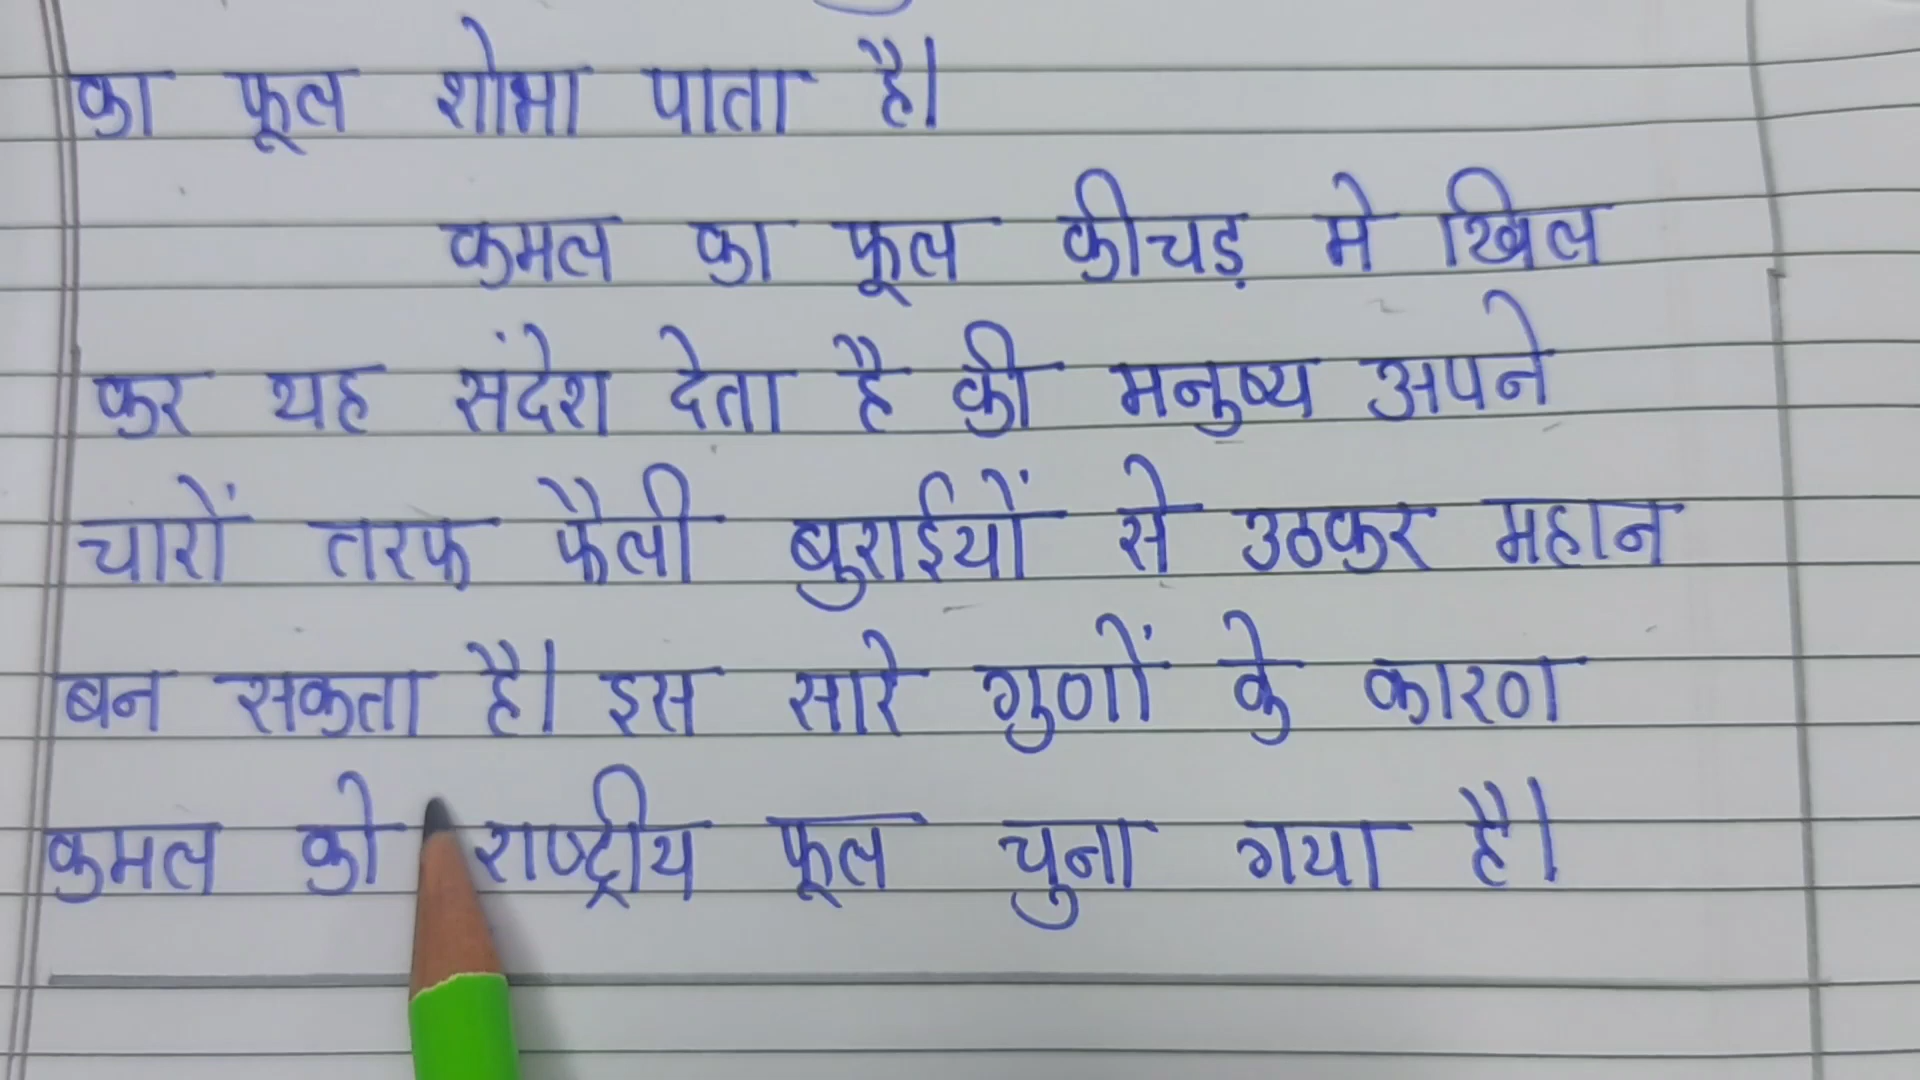 का फूल शोभा पाता है।
कमल का फूल कीचड़ मे खिल
कर यह संदेश देता है की मनुष्य अपने
चारों तरफ फैली बुराईयों से उठकर महान
बन सकता है। इस सारे गुणों के कारण
कमल को राष्ट्रीय फूल चुना गया है।